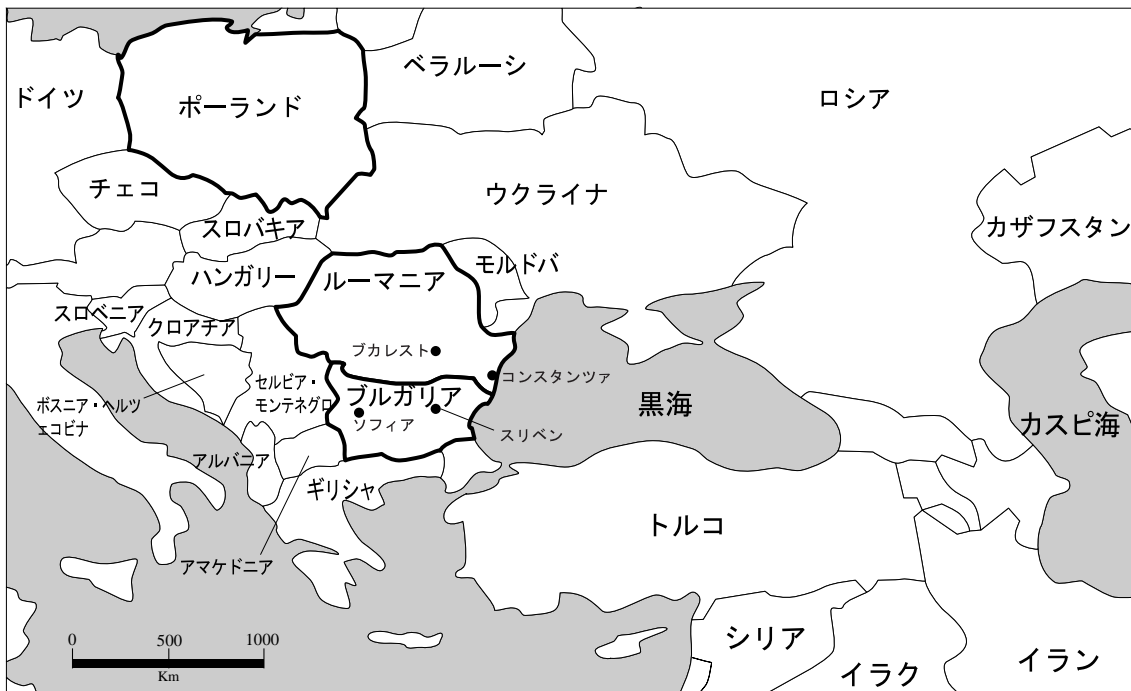 ベラルーシ
ドイツ
ロシア
ポーランド
チェコ
ウクライナ
スロバキア
カザフスタン
モルドバ
ハンガリー
ルーマニア
スロベニア
クロアチア
ブカレスト
コンスタンツァ
セルビア・
モンテネグロ
ブルガリア
黒海
ボスニア・ヘルツ
ェコビナ
ソフィア
スリベン
カスピ海
アルバニア
ギリシャ
トルコ
アマケドニア
シリア
イラン
イラク
0 500 1000
Km